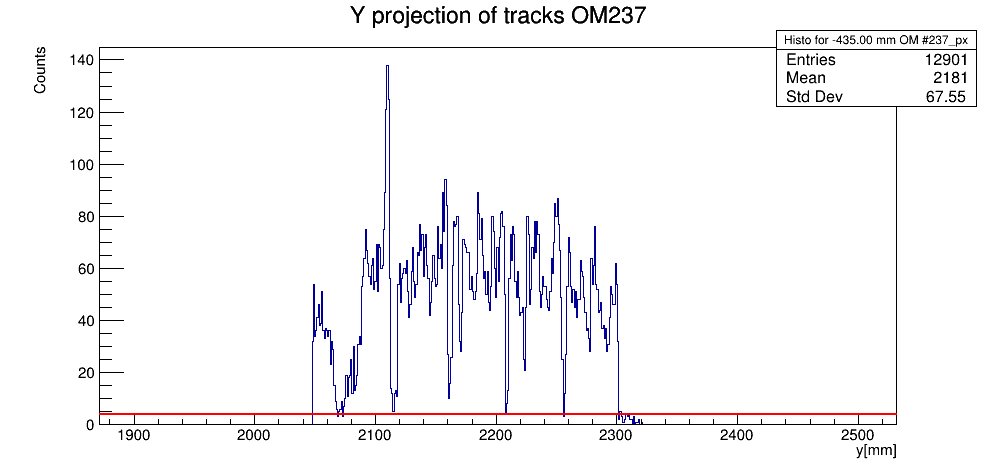 Y projection of tracks OM237
Histo for -435.00 mm OM #237_px
Entries 12901
Mean 2181
Std Dev 67.55
Counts
140
120
100
80
60
40
20
0
1900 2000 2100 2200 2300 2400 2500
y[mm]